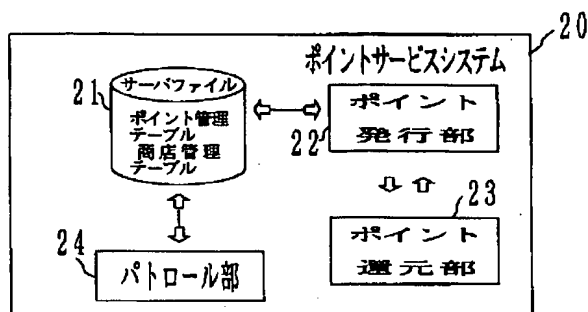 20
ポイントサービスシステム
21
サーバファイル
ポイント管理
テーブル
商店管理
テーブル
22
ポイント
発行部
23
ポイント
還元部
24
パトロール部